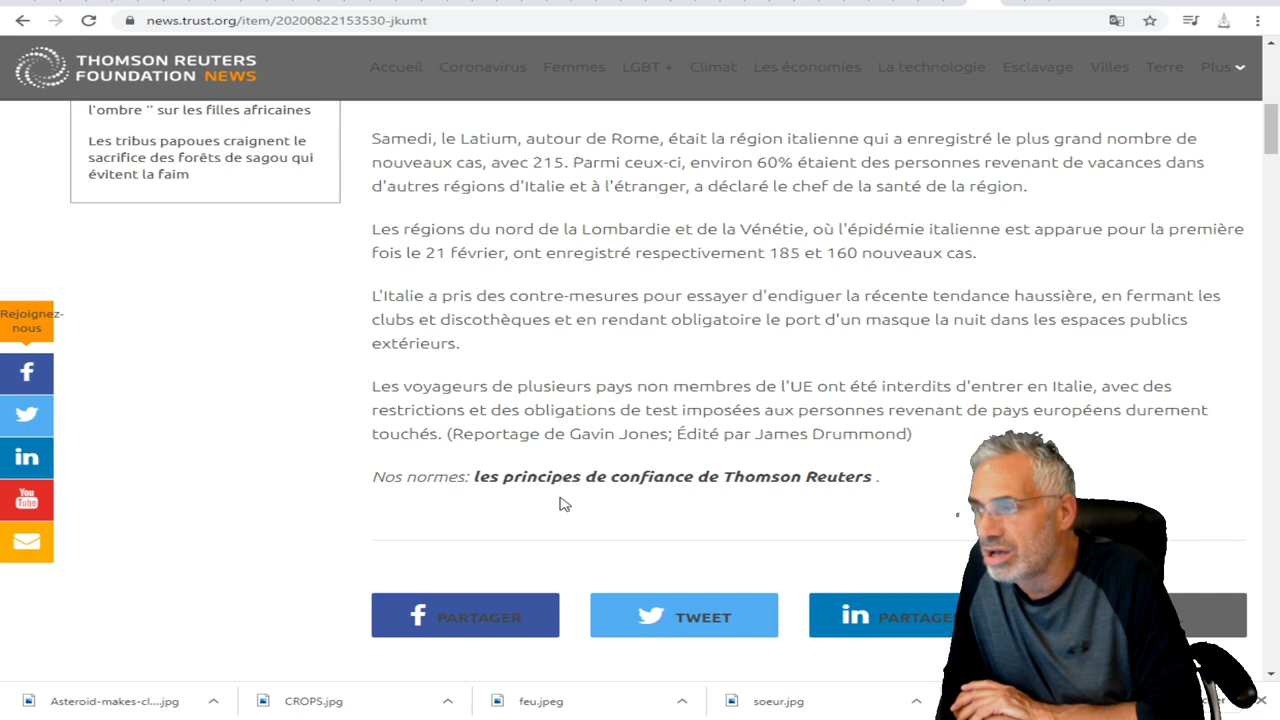 news.trust.org/item/20200822153530-jkumt
THOMSON REUTERS
FOUNDATION NEWS
Accueil Coronavirus Femmes LGBT + Climat Les économies La technologie Esclavage Villes Terre Plus
l'ombre '' sur les filles africaines
Les tribus papoues craignent le
sacrifice des forêts de sagou qui
évitent la faim
Samedi, le Latium, autour de Rome, était la région italienne qui a enregistré le plus grand nombre de
nouveaux cas, avec 215. Parmi ceux-ci, environ 60% étaient des personnes revenant de vacances dans
d'autres régions d'Italie et à l'étranger, a déclaré le chef de la santé de la région.
Les régions du nord de la Lombardie et de la Vénétie, où l'épidémie italienne est apparue pour la première
fois le 21 février, ont enregistré respectivement 185 et 160 nouveaux cas.
L'Italie a pris des contre-mesures pour essayer d'endiguer la récente tendance haussière, en fermant les
clubs et discothèques et en rendant obligatoire le port d'un masque la nuit dans les espaces publics
extérieurs.
Les voyageurs de plusieurs pays non membres de l'UE ont été interdits d'entrer en Italie, avec des
restrictions et des obligations de test imposées aux personnes revenant de pays européens durement
touchés. (Reportage de Gavin Jones; Édité par James Drummond)
Nos normes: les principes de confiance de Thomson Reuters .
Rejoignez-
nous
You
Tube
PARTAGER
TWEET
PARTAGE
Asteroid-makes-cl....jpg
CROPS.jpg
feu.jpeg
soeur.jpg